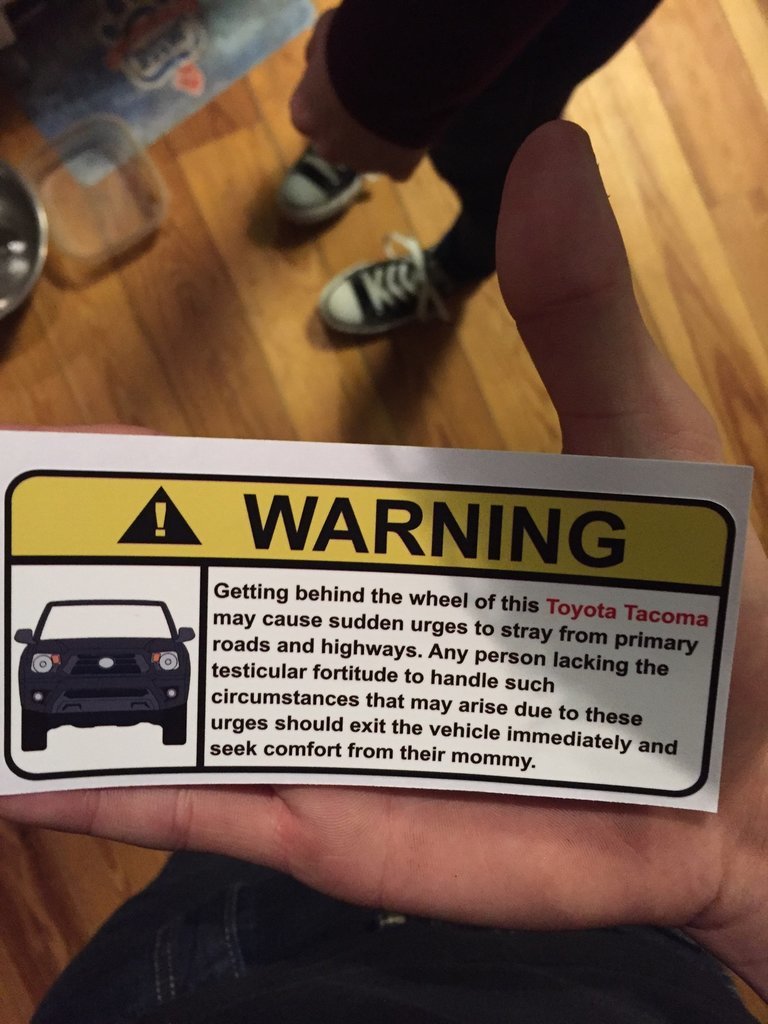 WARNING
Getting behind the wheel of this Toyota Tacoma
may cause sudden urges to stray from primary
roads and highways. Any person lacking the
testicular fortitude to handle such
circumstances that may arise due to these
urges should exit the vehicle immediately and
seek comfort from their mommy.